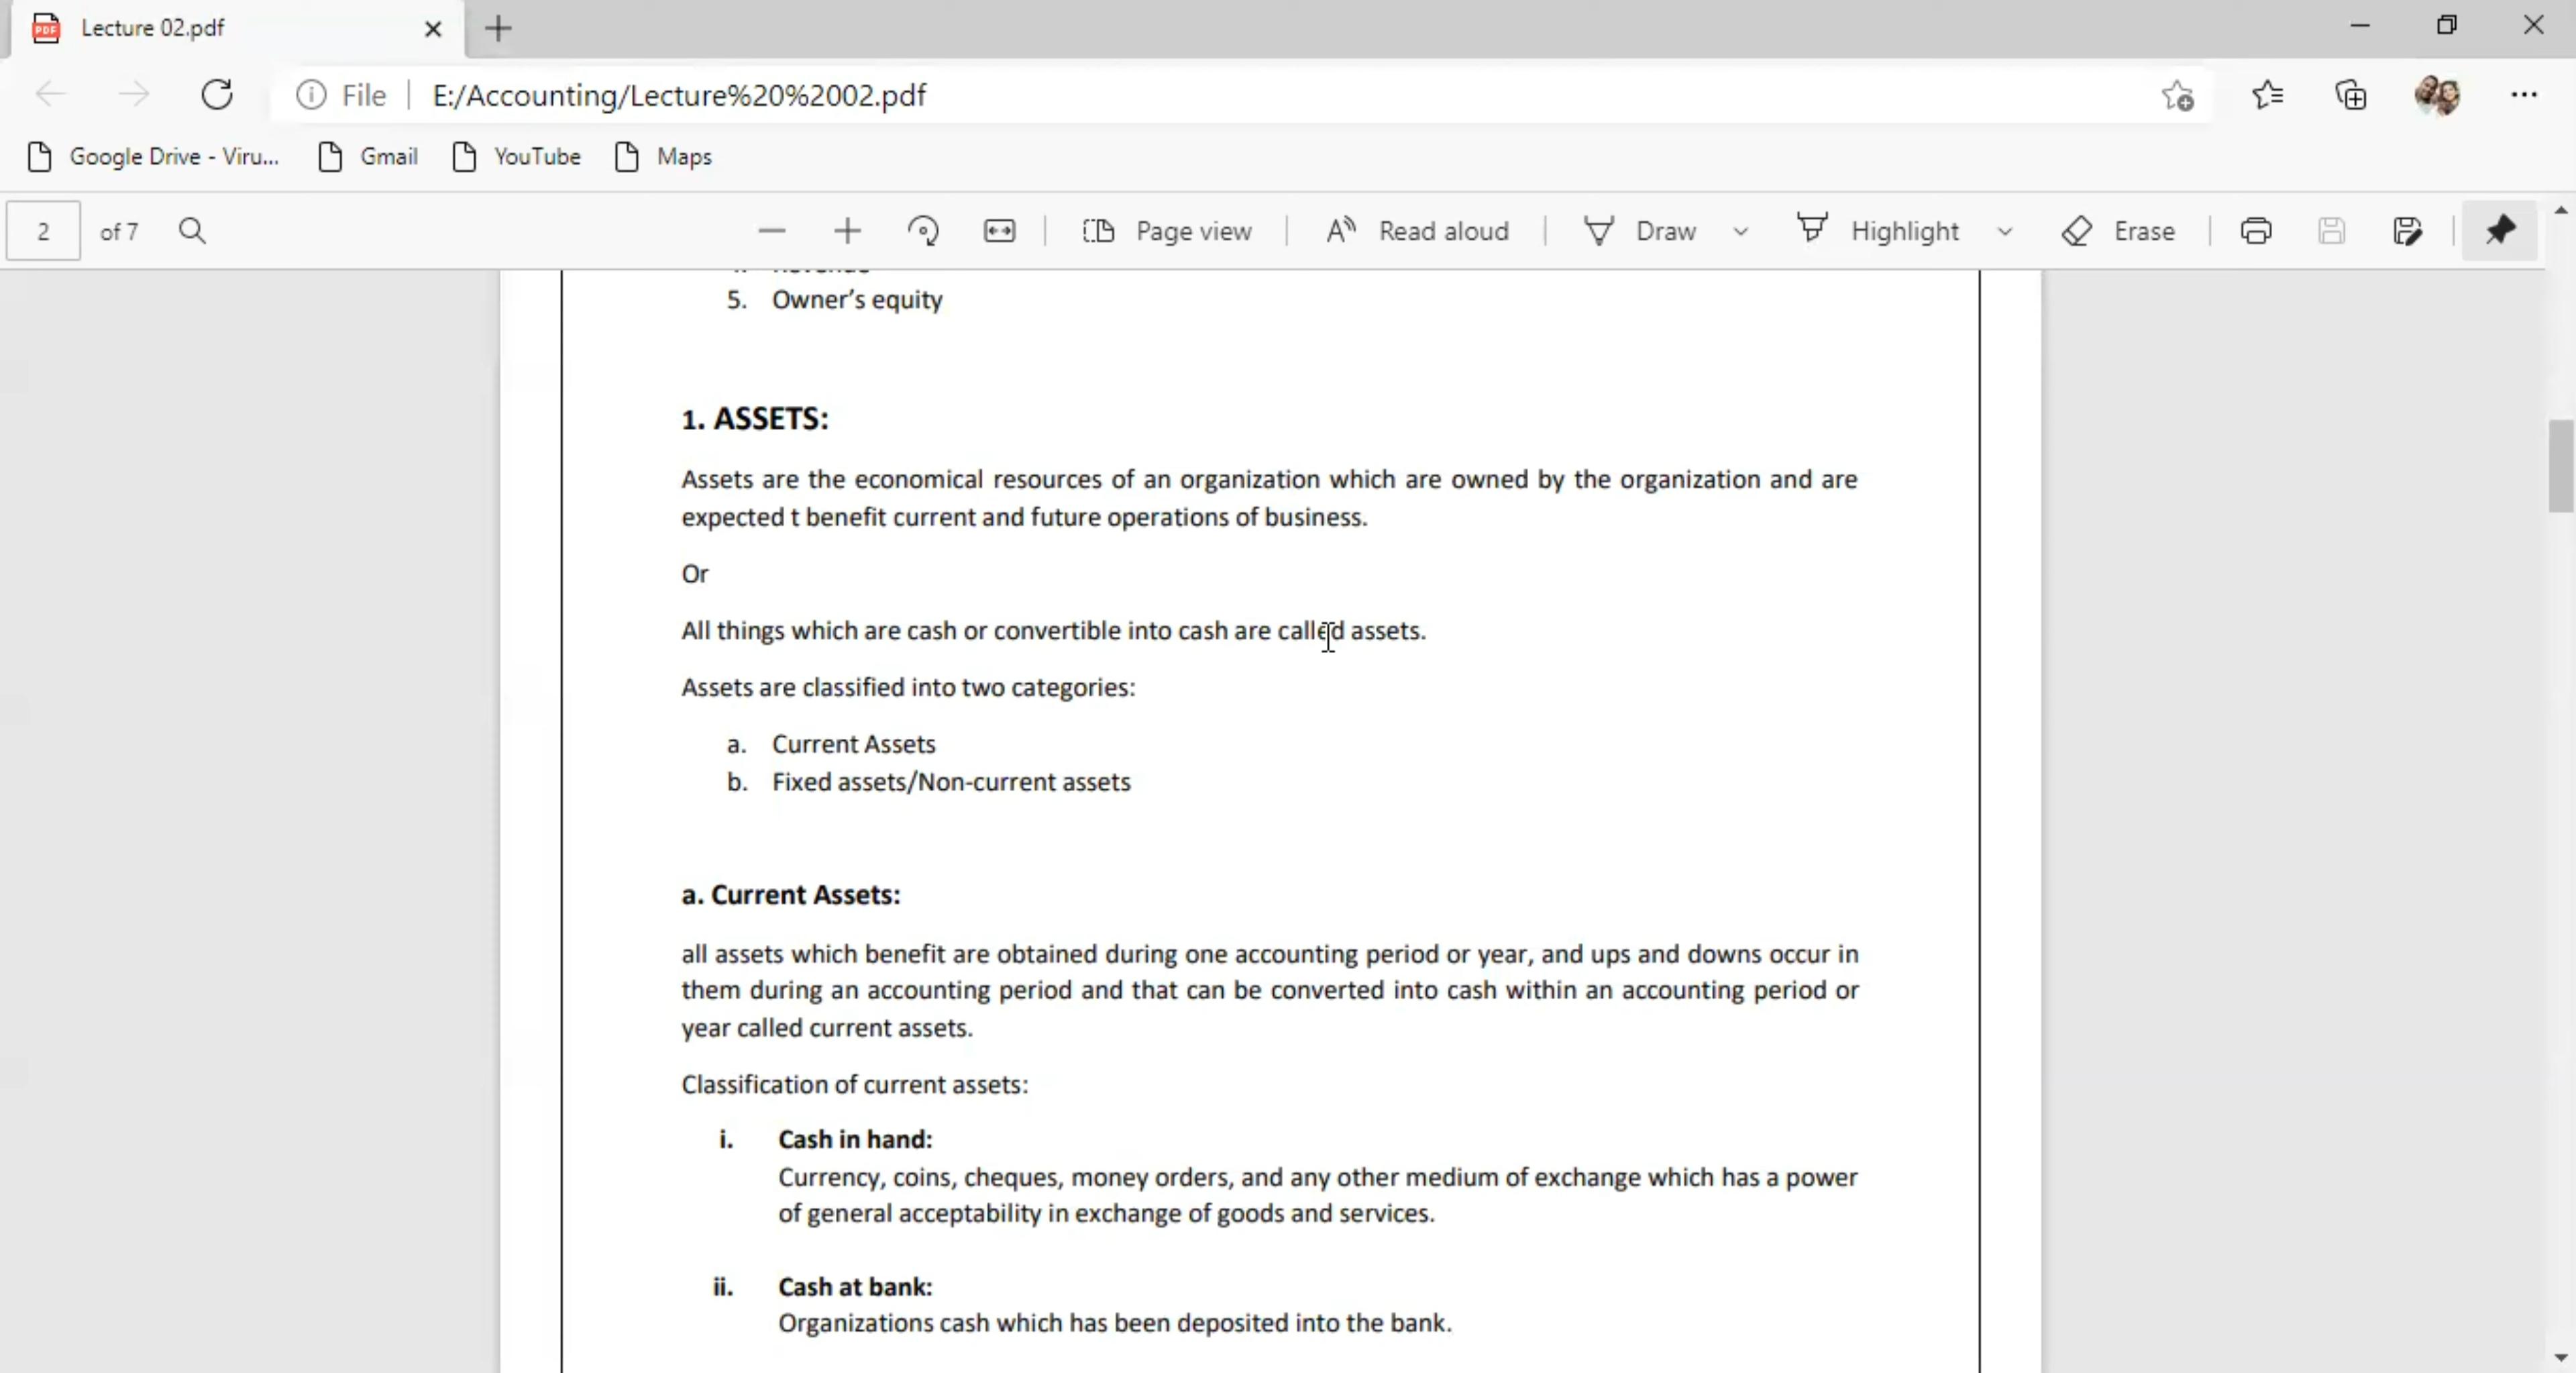 Lecture 02.pdf
File E:/Accounting/Lecture%20%2002.pdf
Google Drive - Viru... Gmail YouTube Maps
2 of 7 Page view Read aloud Draw Highlight Erase
5. Owner's equity
1. ASSETS:
Assets are the economical resources of an organization which are owned by the organization and are
expected t benefit current and future operations of business.
Or
All things which are cash or convertible into cash are called assets.
Assets are classified into two categories:
a. Current Assets
b. Fixed assets/Non-current assets
a. Current Assets:
all assets which benefit are obtained during one accounting period or year, and ups and downs occur in
them during an accounting period and that can be converted into cash within an accounting period or
year called current assets.
Classification of current assets:
i. Cash in hand:
Currency, coins, cheques, money orders, and any other medium of exchange which has a power
of general acceptability in exchange of goods and services.
ii. Cash at bank:
Organizations cash which has been deposited into the bank.